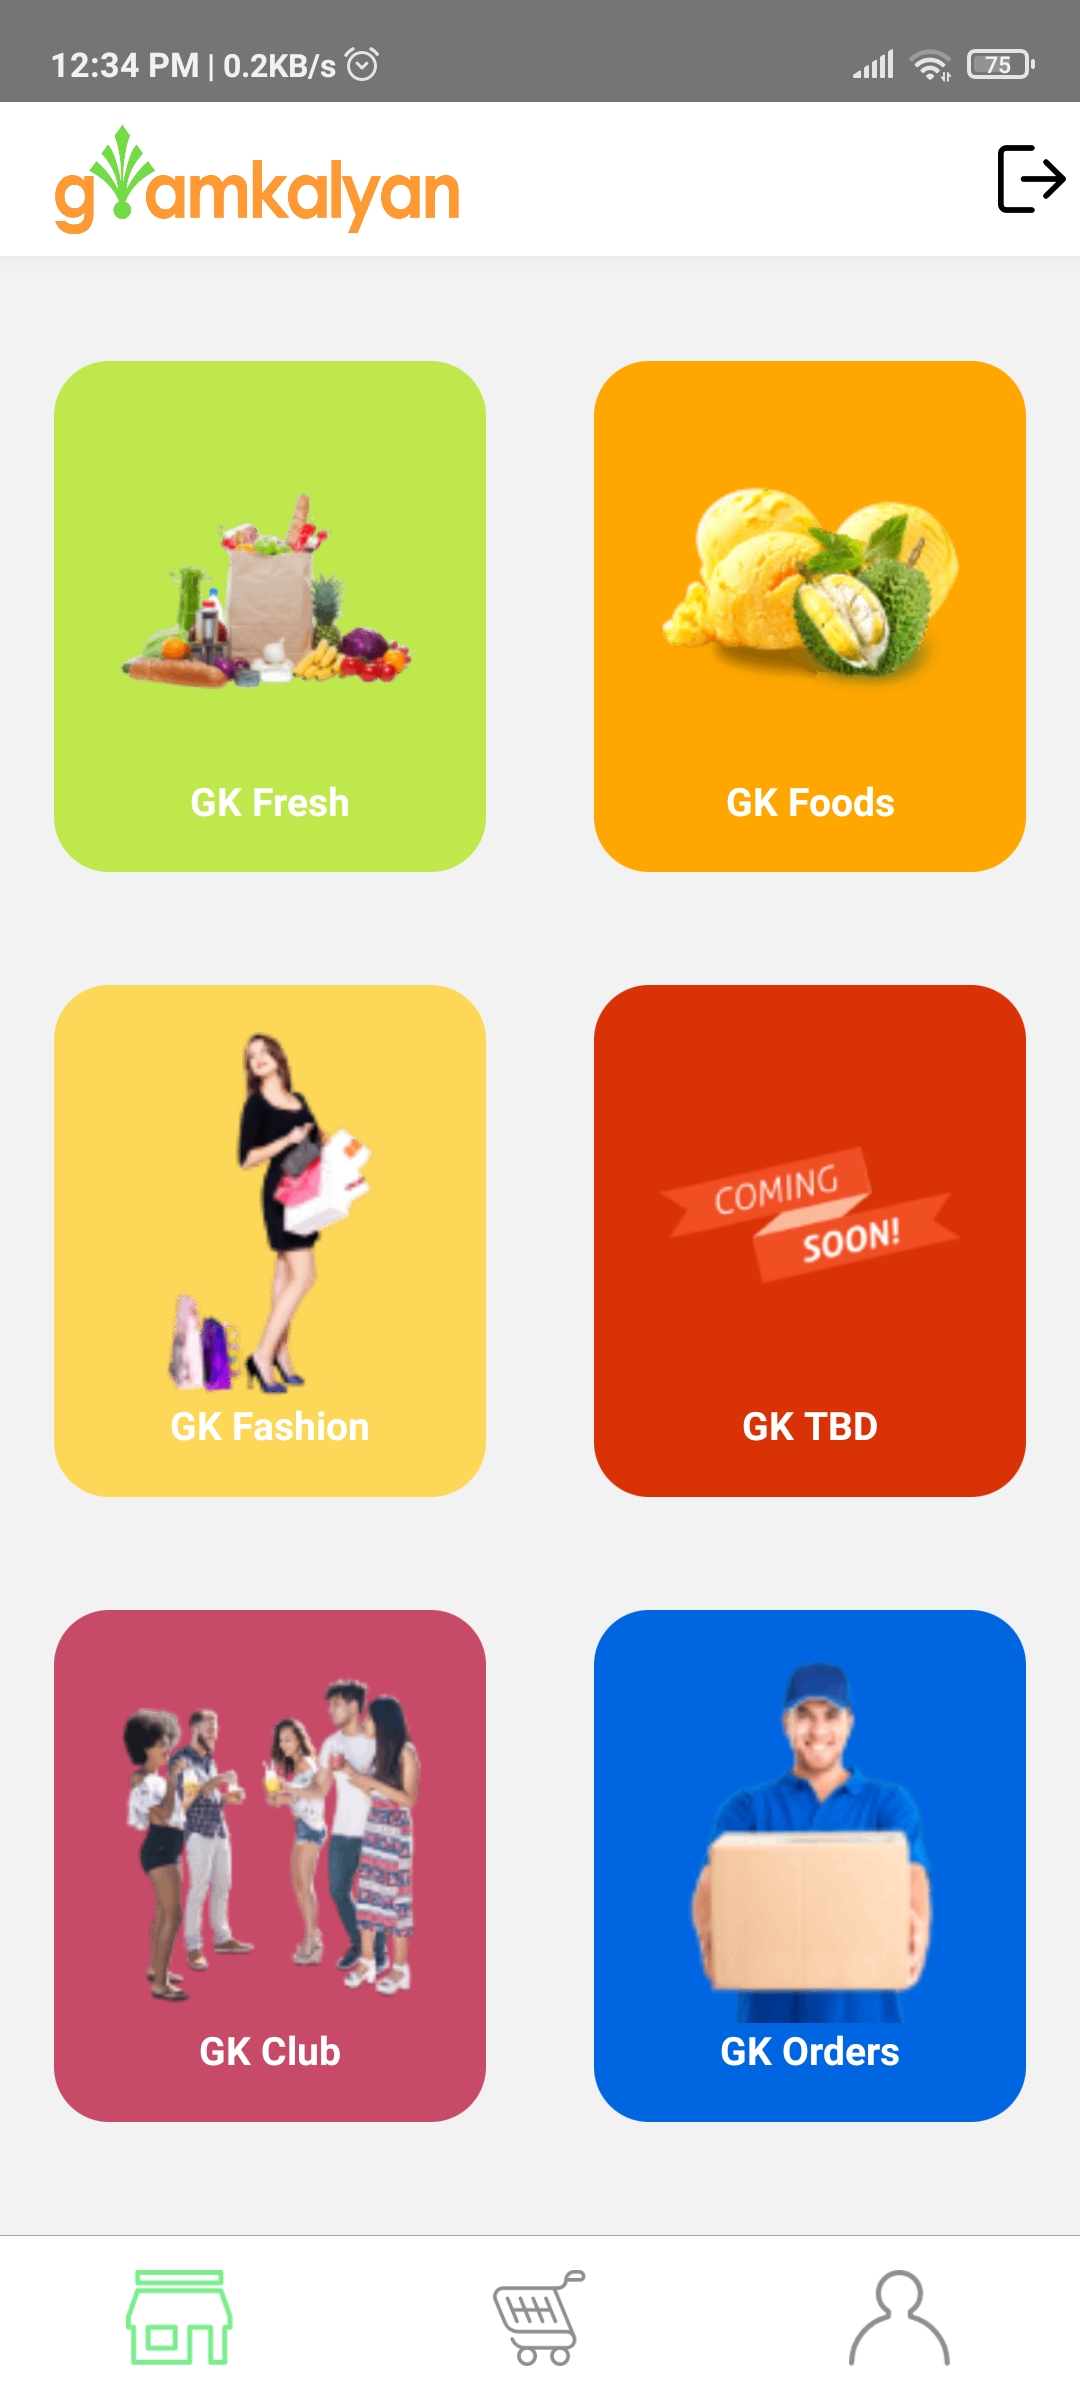 12:34 PM | 0.2KB/s
75
gramkalyan
GK Fresh
GK Foods
COMING
SOON!
GK Fashion
GK TBD
GK Club
GK Orders